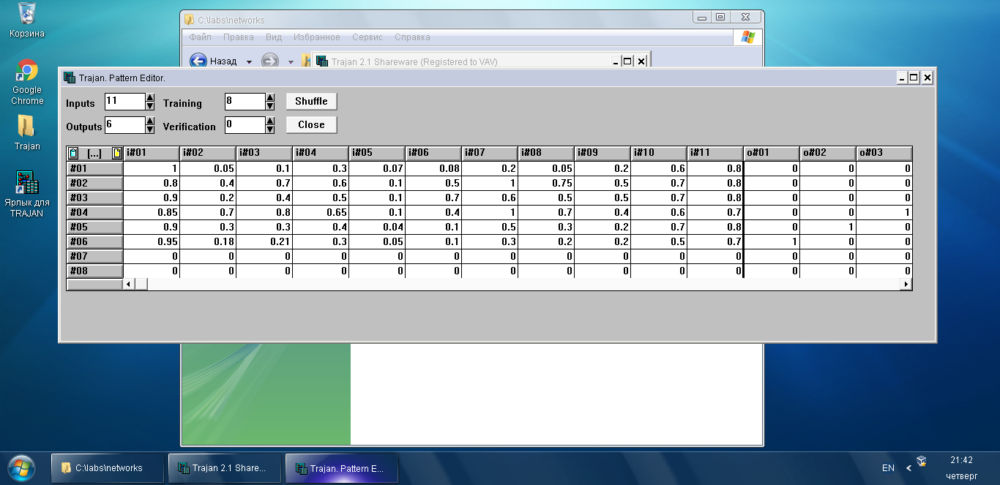 Корзина
Google
Chrome
Trajan
Ярлык для
TRAJAN
C:\labs\networks
Файл Правка Вид Избранное Сервис Справка
Назад
Trajan 2.1 Shareware (Registered to VAV)
Trajan. Pattern Editor.
Inputs 11 Training 8 Shuffle
Outputs 6 Verification 0 Close
[...] i#01 i#02 i#03 i#04 i#05 i#06 i#07 i#08 i#09 i#10 i#11 o#01 o#02 o#03
#01 1 0.05 0.1 0.3 0.07 0.08 0.2 0.05 0.2 0.6 0.8 0 0 0
#02 0.8 0.4 0.7 0.6 0.1 0.5 1 0.75 0.5 0.7 0.8 0 0 0
#03 0.9 0.2 0.4 0.5 0.1 0.7 0.6 0.5 0.5 0.7 0.8 0 0 0
#04 0.85 0.7 0.8 0.65 0.1 0.4 1 0.7 0.4 0.6 0.7 0 0 1
#05 0.9 0.3 0.3 0.4 0.04 0.1 0.5 0.3 0.2 0.7 0.8 0 1 0
#06 0.95 0.18 0.21 0.3 0.05 0.1 0.3 0.2 0.2 0.5 0.7 1 0 0
#07 0 0 0 0 0 0 0 0 0 0 0 0 0 0
#08 0 0 0 0 0 0 0 0 0 0 0 0 0 0
C:\labs\networks
Trajan 2.1 Share...
Trajan. Pattern E...
EN
21:42
четверг